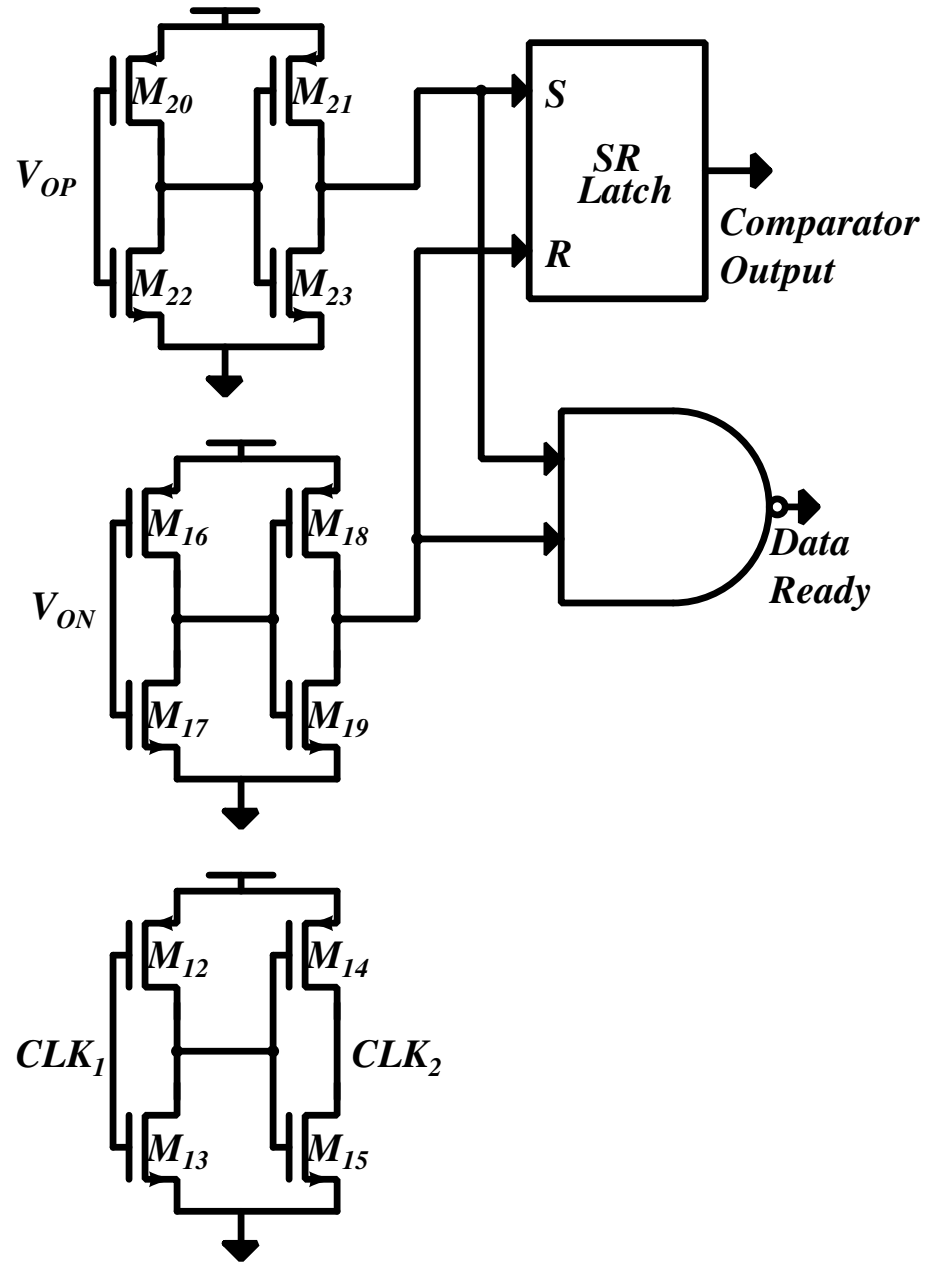 M20
M21
VOP
M22
M23
S
SR
Latch
R
Comparator
Output
M16
M18
VON
M17
M19
Data
Ready
M12
M14
CLK1
CLK2
M13
M15